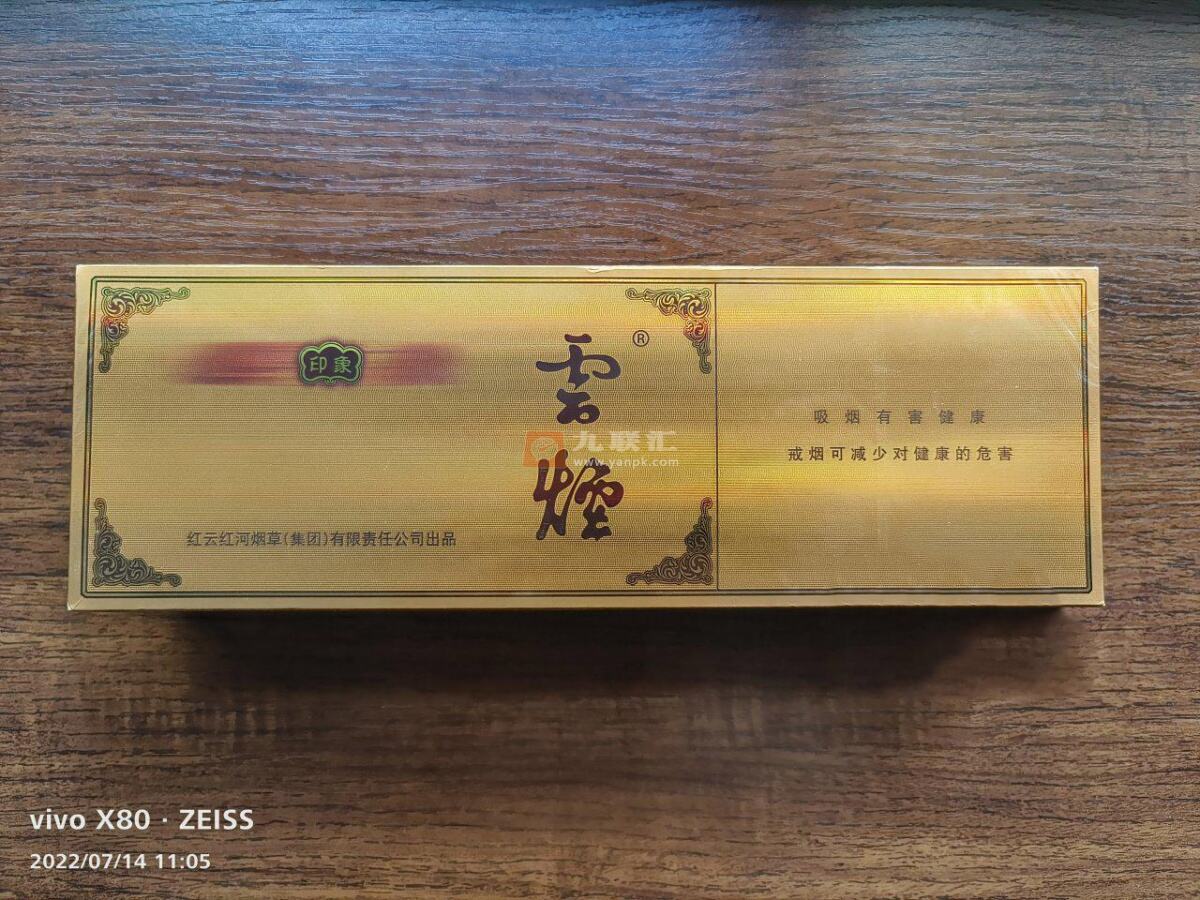 印象
雲煙®
红云红河烟草(集团)有限责任公司出品
吸烟有害健康
戒烟可减少对健康的危害
九联汇
www.yanpk.com
vivo X80 · ZEISS
2022/07/14 11:05